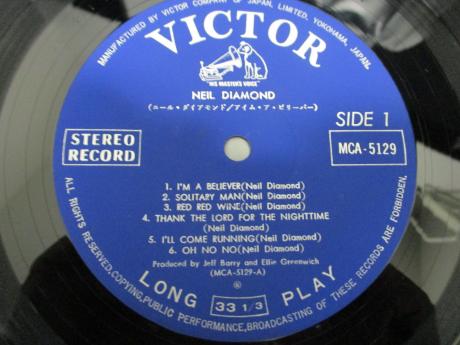 MANUFACTURED BY VICTOR COMPANY OF JAPAN, LIMITED, YOKOHAMA, JAPAN.
VICTOR
"HIS MASTER'S VOICE"
NEIL DIAMOND
(ニール・ダイアモンド/アイム・ア・ビリーバー)
SIDE 1
STEREO
RECORD
MCA-5129
1. I'M A BELIEVER(Neil Diamond)
2. SOLITARY MAN(Neil Diamond)
3. RED RED WINE(Neil Diamond)
4. THANK THE LORD FOR THE NIGHTTIME
(Neil Diamond)
5. I'LL COME RUNNING(Neil Diamond)
6. OH NO NO(Neil Diamond)
Produced by Jeff Barry and Ellie Greenwich
(MCA-5129-A)
LONG 33 1/3 PLAY
ALL RIGHTS RESERVED,COPYING,PUBLIC PERFORMANCE,BROADCASTING OF THESE RECORDS ARE FORBIDDEN.